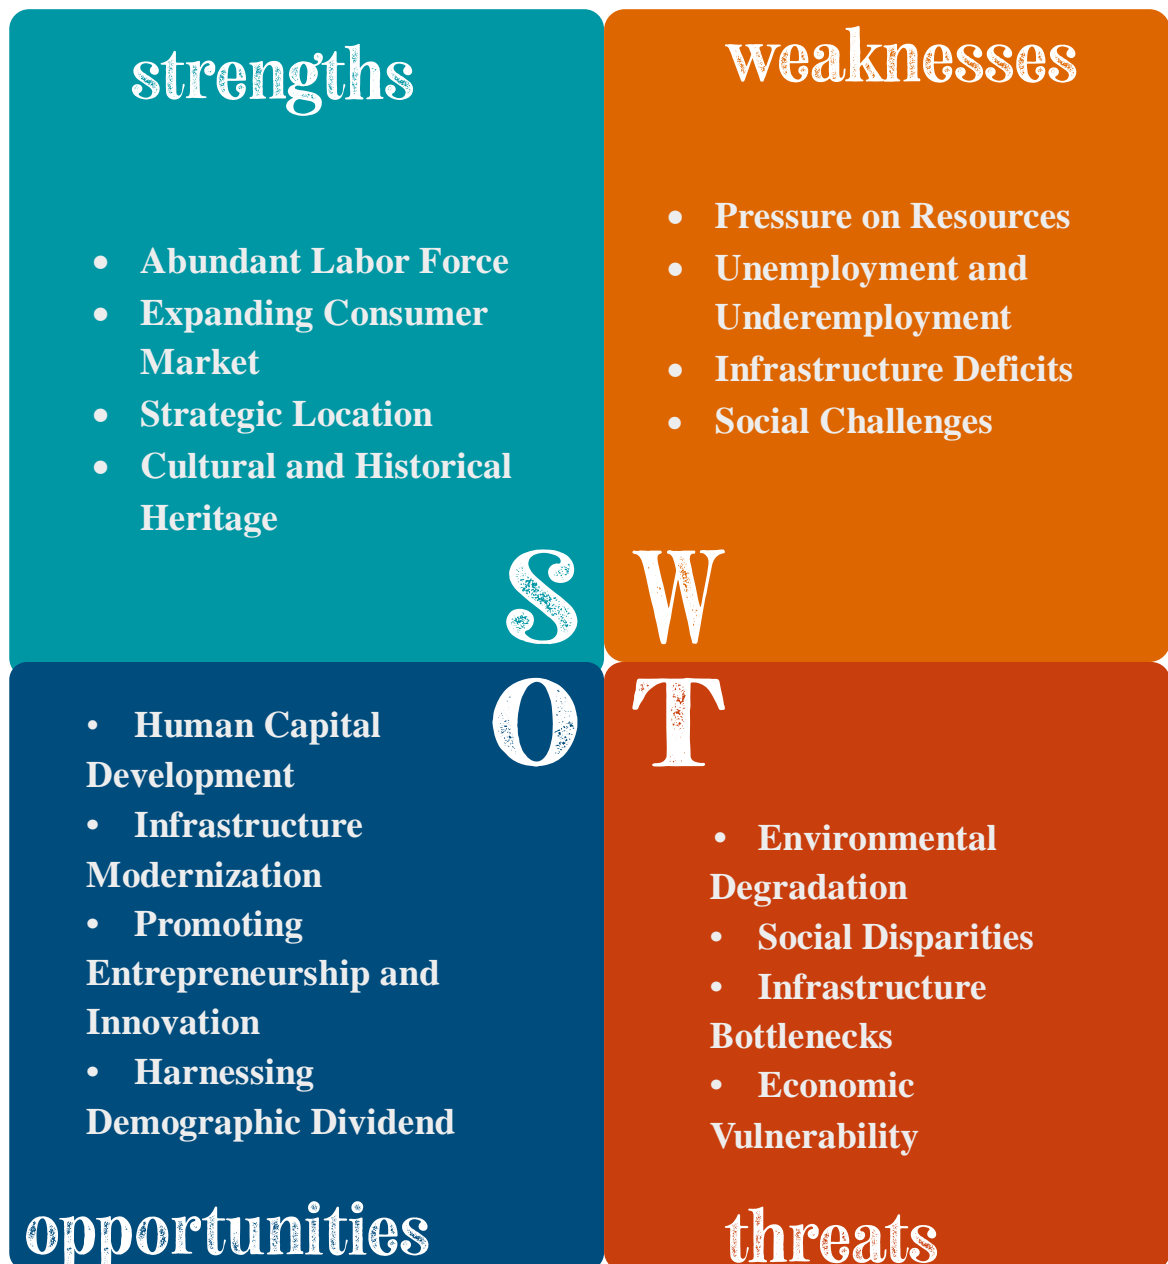 strengths
• Abundant Labor Force
• Expanding Consumer
Market
• Strategic Location
• Cultural and Historical
Heritage
S
weaknesses
• Pressure on Resources
• Unemployment and
Underemployment
• Infrastructure Deficits
• Social Challenges
W
O
• Human Capital
Development
• Infrastructure
Modernization
• Promoting
Entrepreneurship and
Innovation
• Harnessing
Demographic Dividend
opportunities
T
• Environmental
Degradation
• Social Disparities
• Infrastructure
Bottlenecks
• Economic
Vulnerability
threats